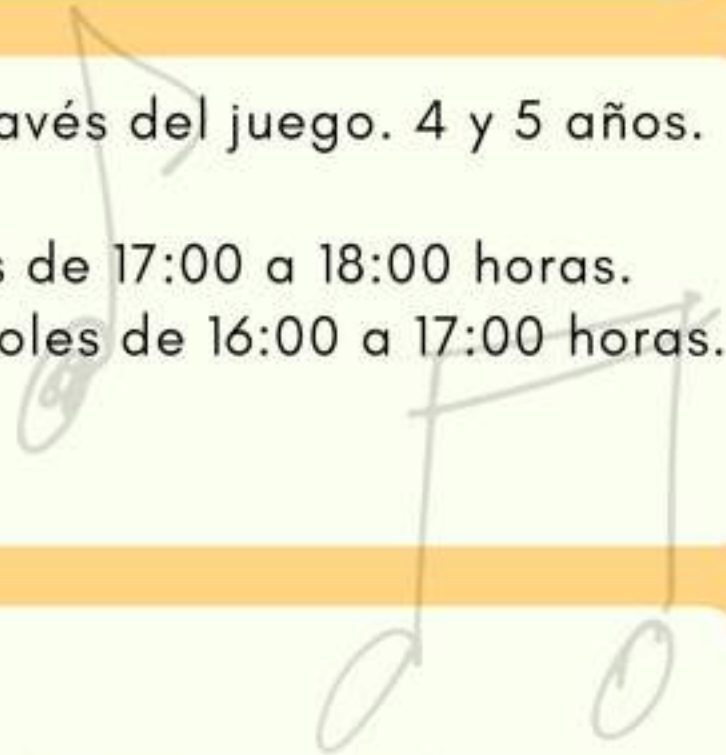 avés del juego. 4 y 5 años.
s de 17:00 a 18:00 horas.
oles de 16:00 a 17:00 horas.